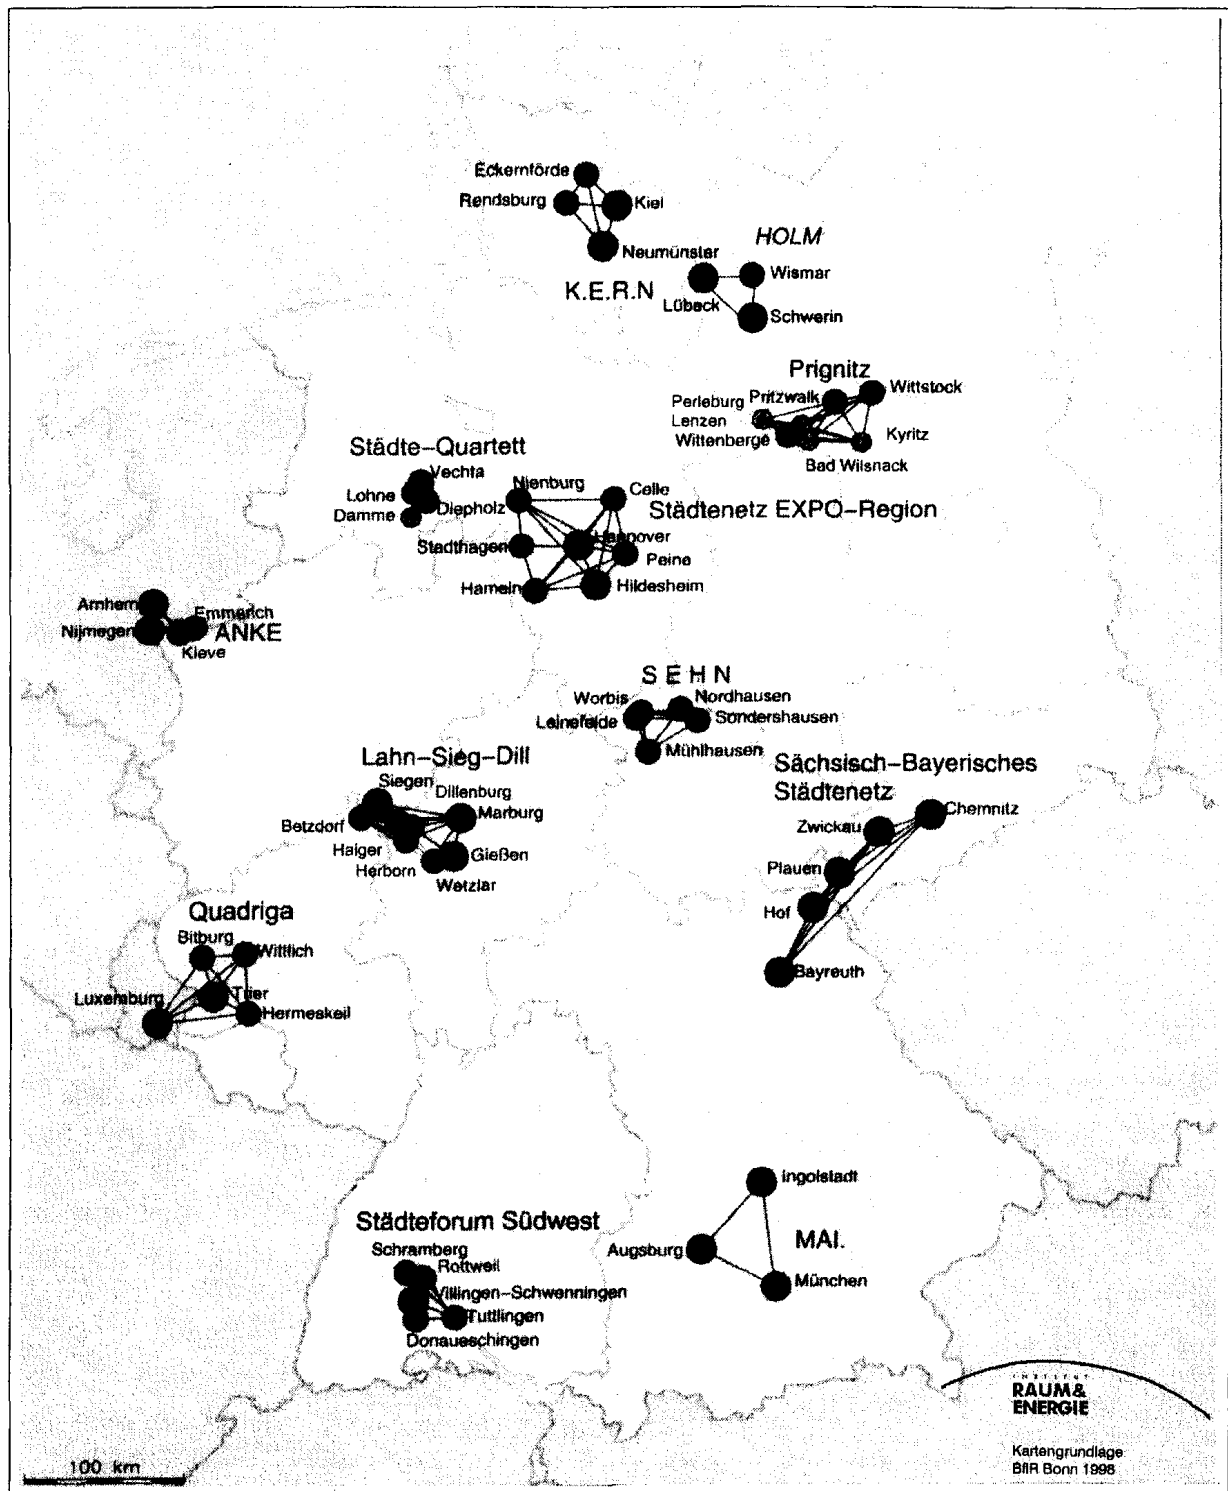 Eckernförde
Rendsburg
Kiel
Neumünster
K.E.R.N
HOLM
Wismar
Lübeck
Schwerin
Prignitz
Wittstock
Perleburg
Pritzwalk
Lenzen
Wittenberge
Kyritz
Bad Wilsnack
Städte-Quartett
Vechta
Lohne
Diepholz
Damme
Nienburg
Celle
Städtenetz EXPO-Region
Hannover
Stadthagen
Peine
Hameln
Hildesheim
Arnhem
Emmerich
Nijmegen
ANKE
Kleve
SEHN
Worbis
Nordhausen
Leinefelde
Sondershausen
Mühlhausen
Lahn-Sieg-Dill
Siegen
Dillenburg
Marburg
Betzdorf
Haiger
Herborn
Gießen
Wetzlar
Sächsisch-Bayerisches
Städtenetz
Chemnitz
Zwickau
Plauen
Hof
Bayreuth
Quadriga
Bitburg
Wittlich
Luxemburg
Trier
Hermeskeil
Ingolstadt
Augsburg
MAI.
München
Städteforum Südwest
Schramberg
Rottweil
Villingen-Schwenningen
Tuttlingen
Donaueschingen
INSTITUT
RAUM&
ENERGIE
Kartengrundlage
BflR Bonn 1998
100 km